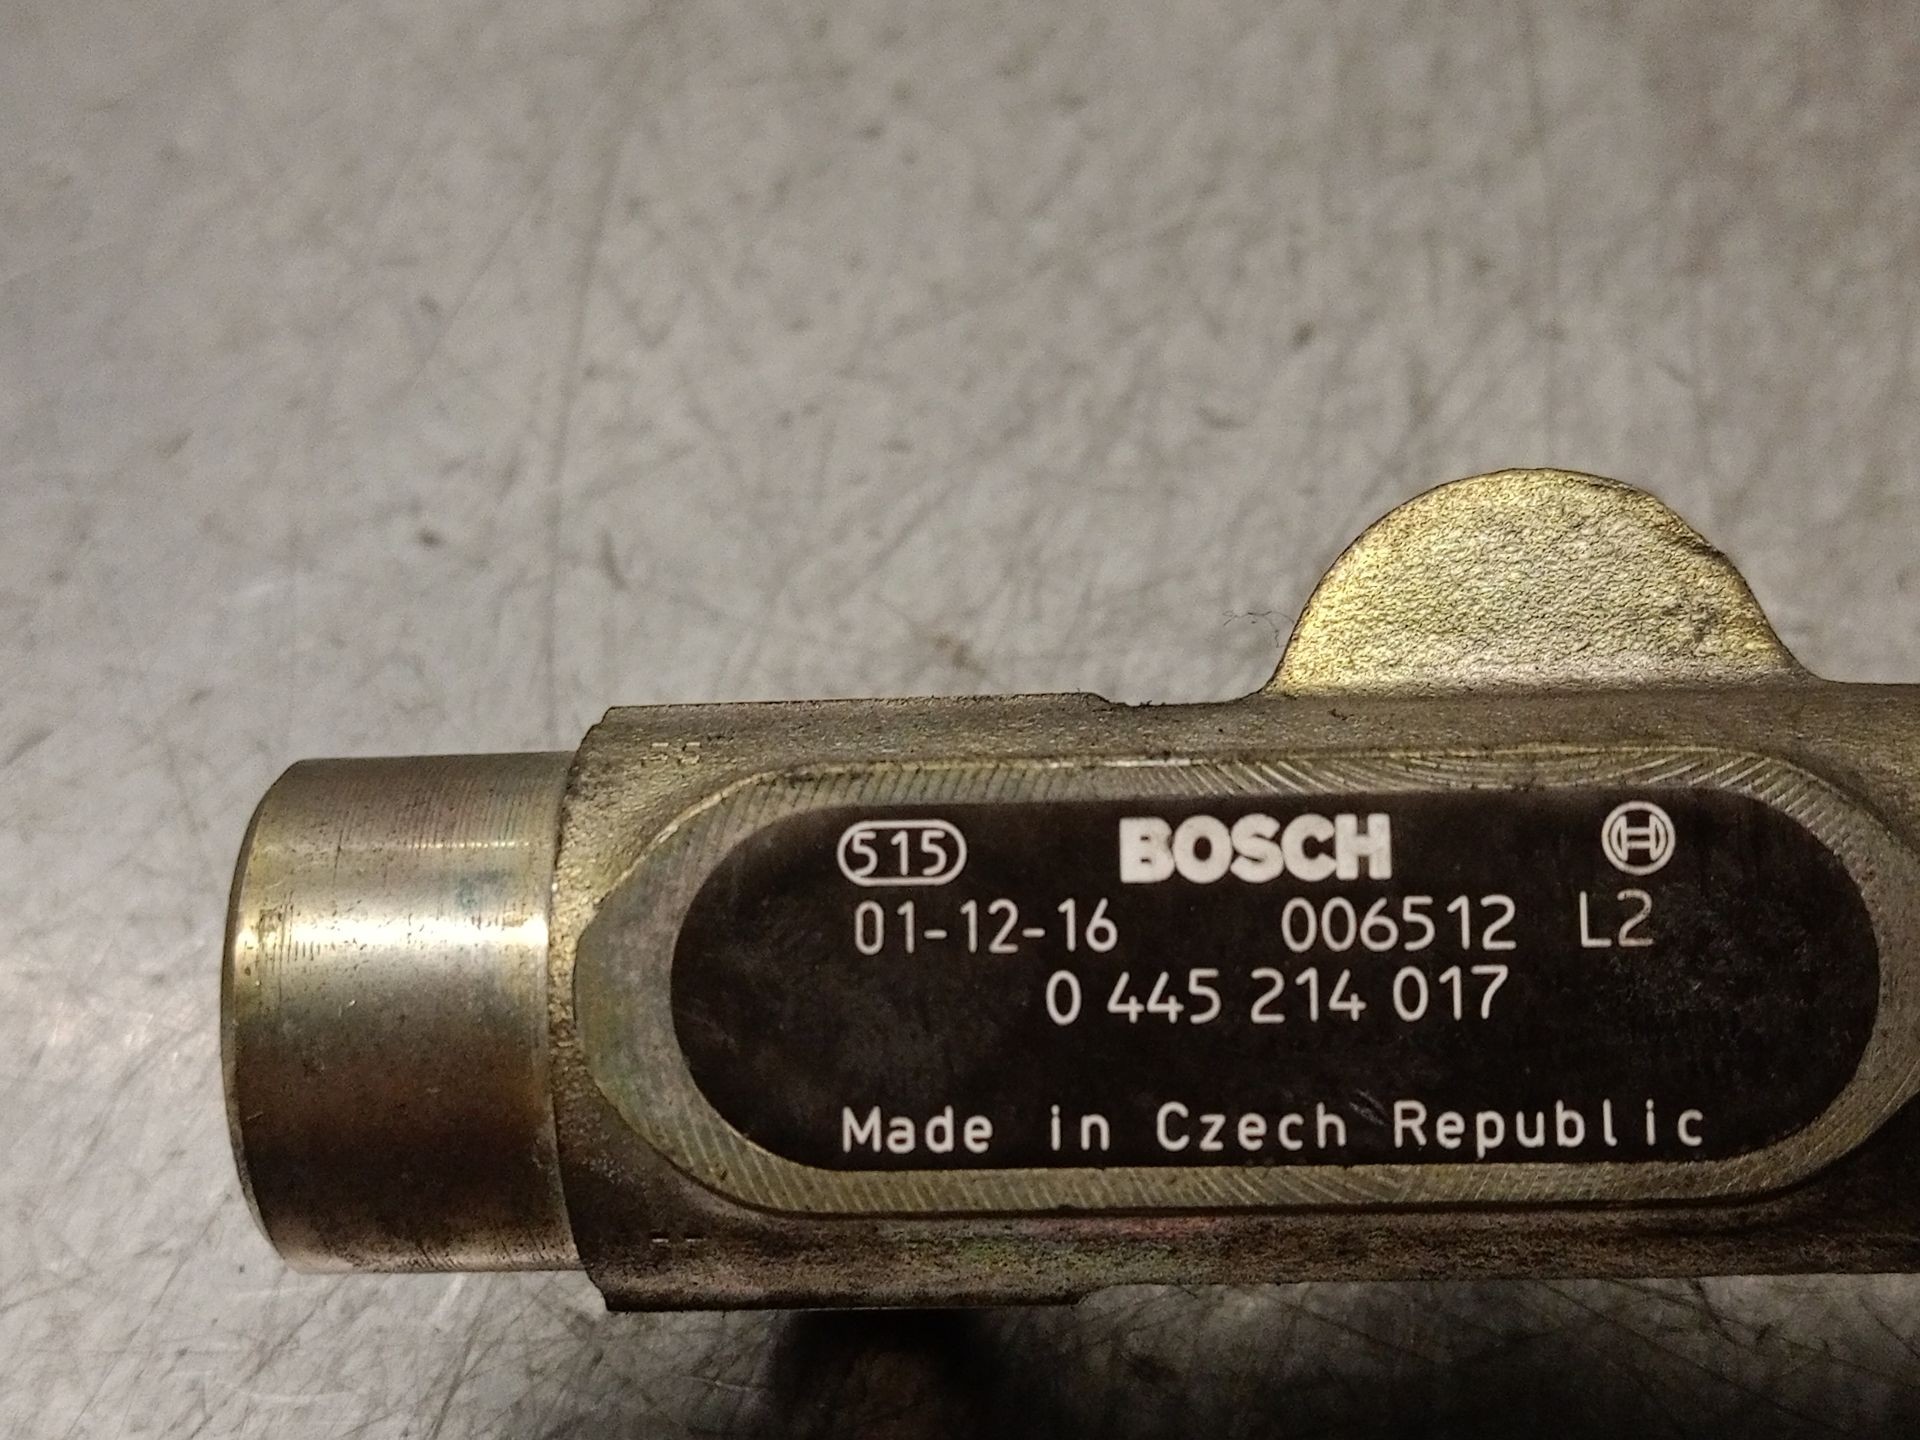 515 BOSCH
01-12-16 006512 L2
0 445 214 017
Made in Czech Republic